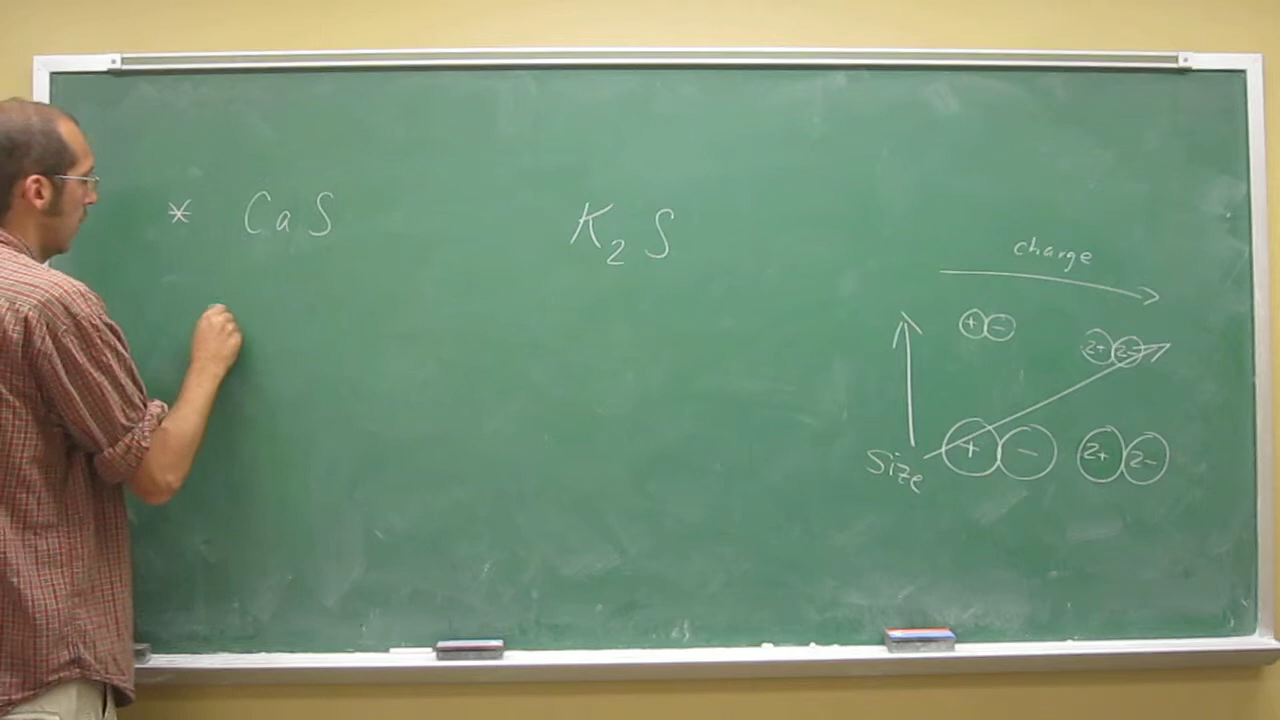 * CaS
K2S
charge
+ -
2+ 2-
+ -
2+ 2-
Size